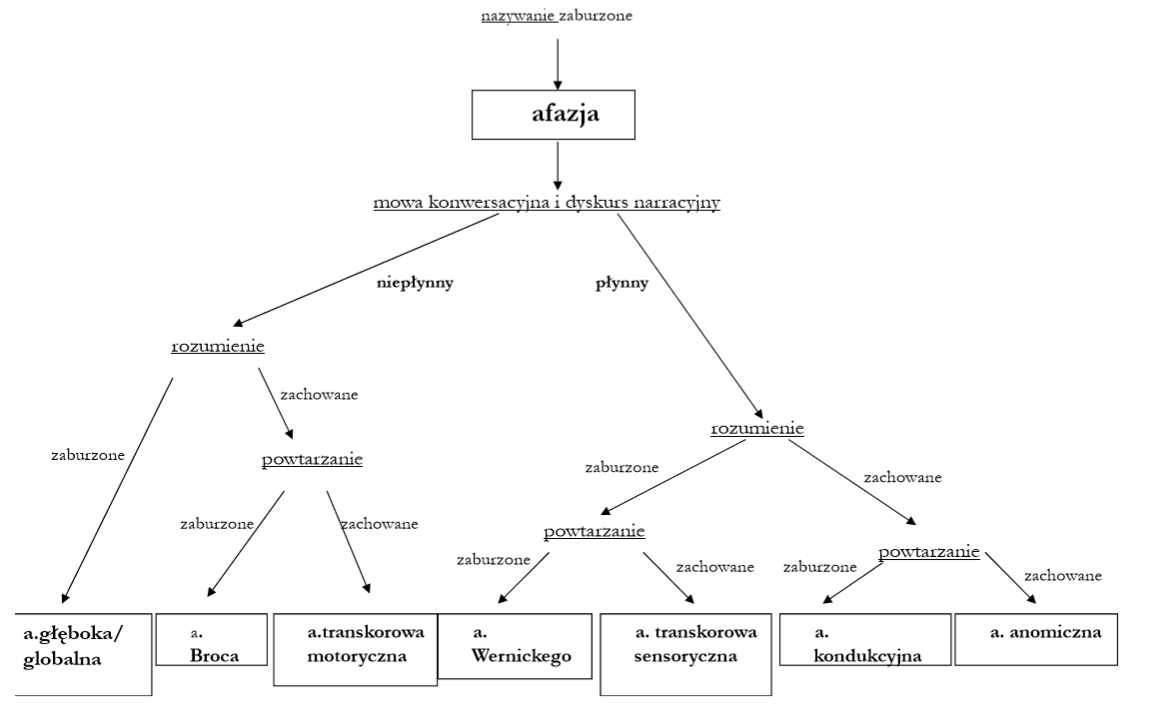 nazywanie zaburzone
afazja
mowa konwersacyjna i dyskurs narracyjny
niepłynny
płynny
rozumienie
zachowane
rozumienie
zaburzone
powtarzanie
zaburzone
zachowane
zaburzone
zachowane
powtarzanie
powtarzanie
zaburzone
zachowane
zaburzone
zachowane
a.głęboka/
globalna
a.
Broca
a.transkorowa
motoryczna
a.
Wernickego
a. transkorowa
sensoryczna
a.
kondukcyjna
a. anomiczna